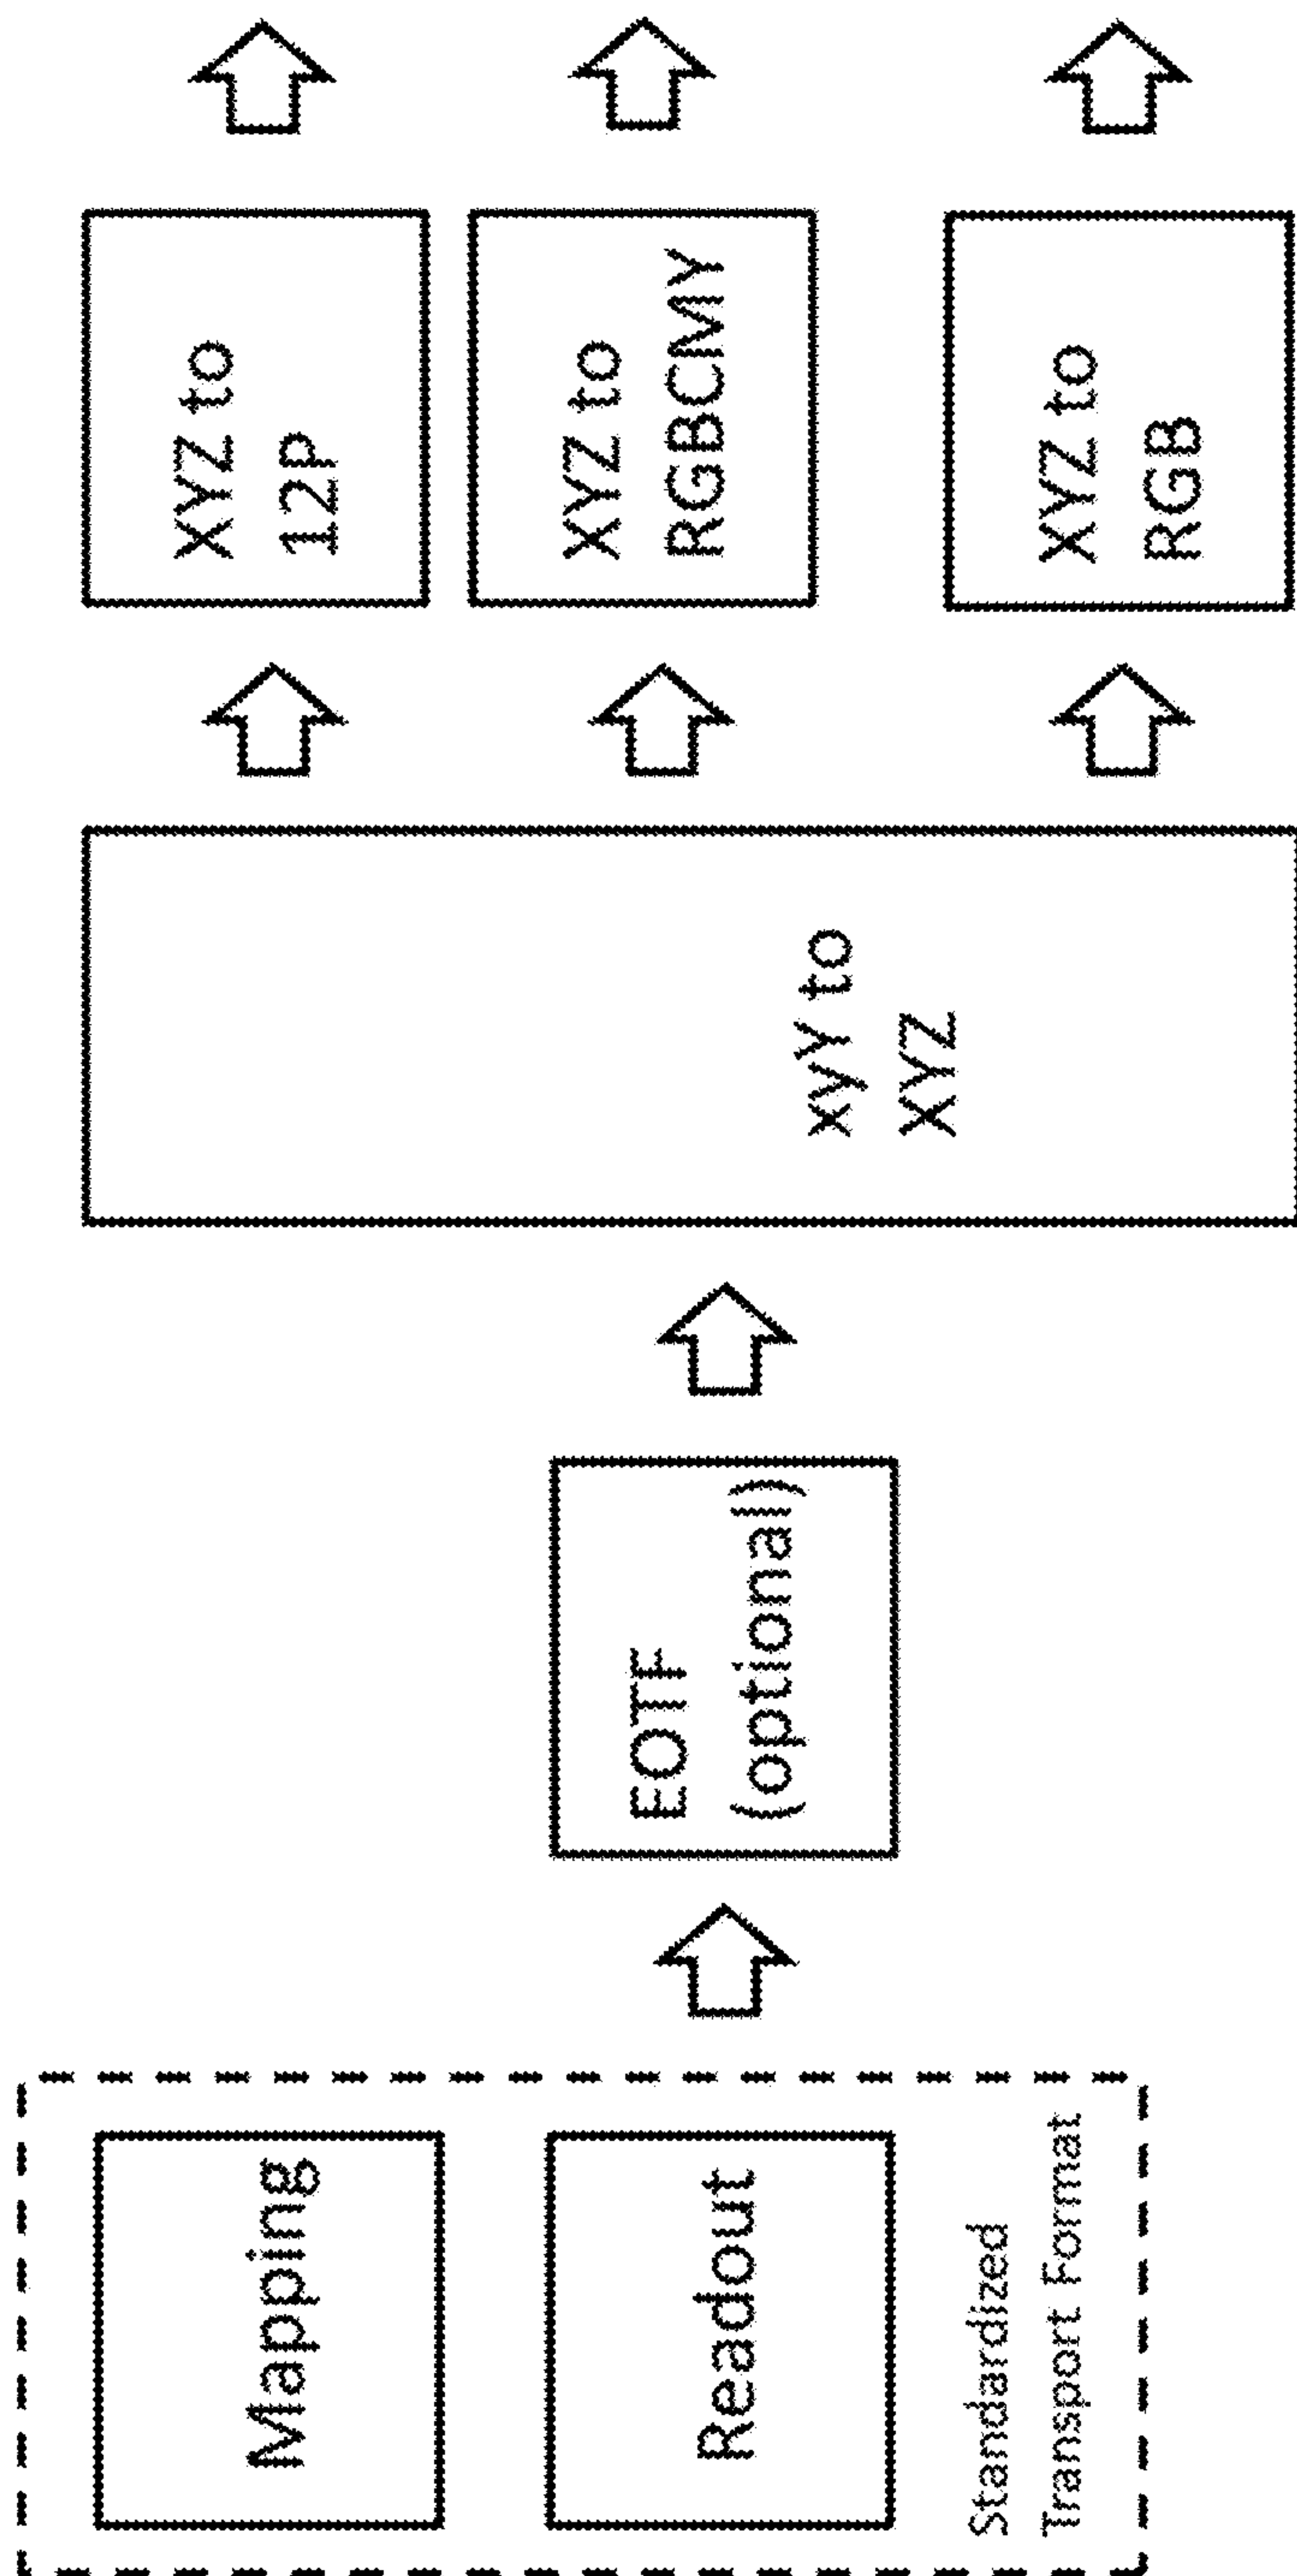 Mapping
Readout
Standardized
Transport Format
EOTF
(optional)
xyY to
XYZ
XYZ to
12P
XYZ to
RGBCMY
XYZ to
RGB